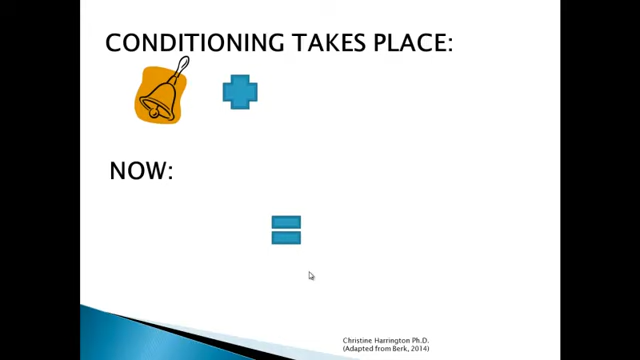 CONDITIONING TAKES PLACE:
NOW:
Christine Harrington Ph.D.
(Adapted from Berk, 2014)